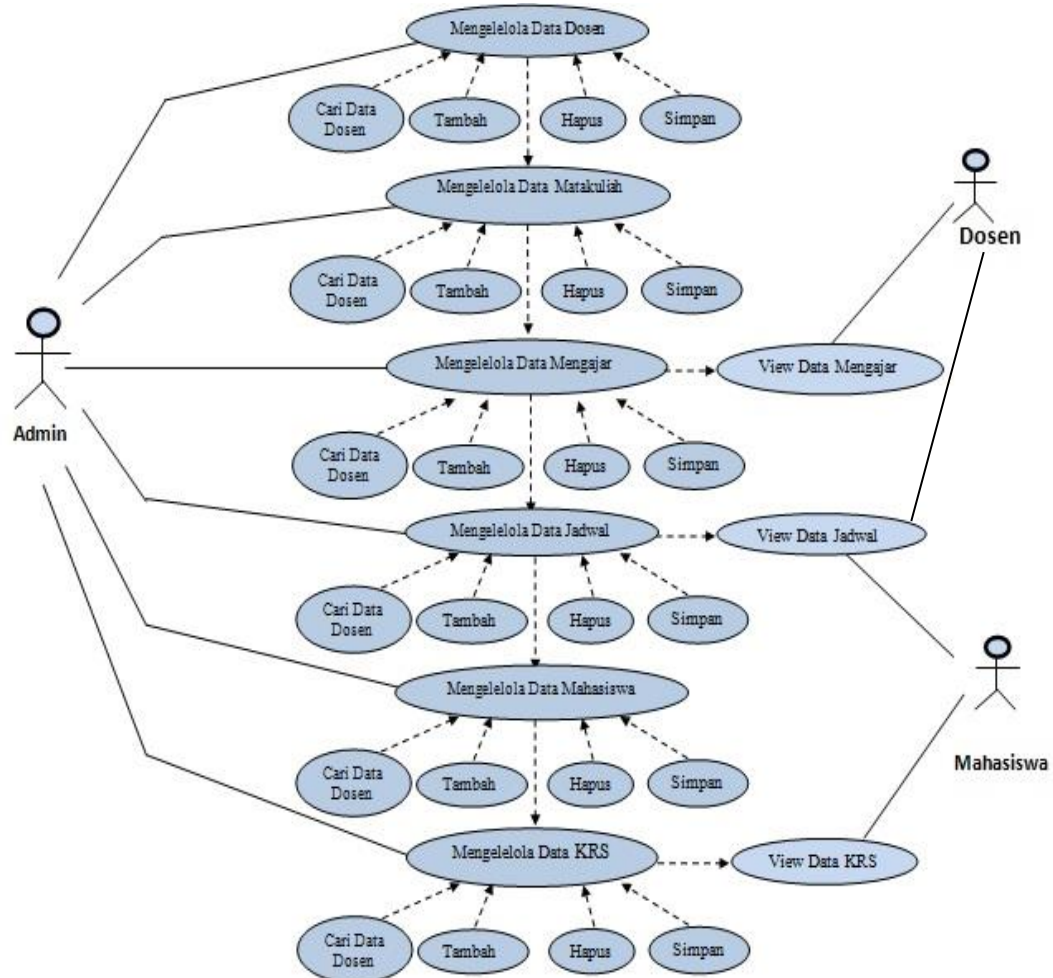 Mengelelola Data Dosen
Cari Data
Dosen
Tambah
Hapus
Simpan
Mengelelola Data Matakuliah
Dosen
Cari Data
Dosen
Tambah
Hapus
Simpan
Admin
Mengelelola Data Mengajar
View Data Mengajar
Cari Data
Dosen
Tambah
Hapus
Simpan
Mengelelola Data Jadwal
View Data Jadwal
Cari Data
Dosen
Tambah
Hapus
Simpan
Mengelelola Data Mahasiswa
Mahasiswa
Cari Data
Dosen
Tambah
Hapus
Simpan
Mengelelola Data KRS
View Data KRS
Cari Data
Dosen
Tambah
Hapus
Simpan